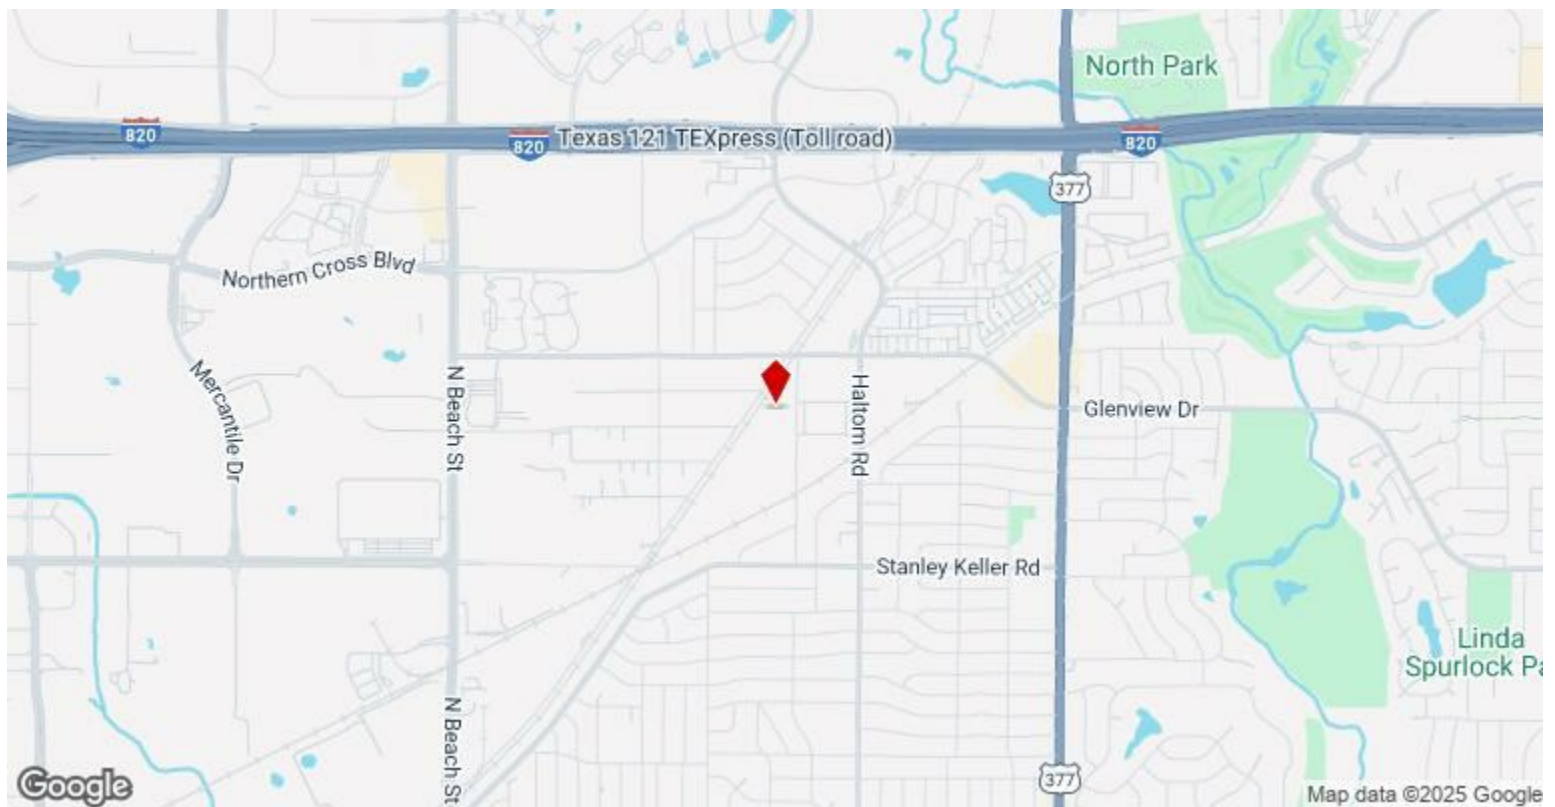 North Park
820
820
Texas 121 TEXpress (Toll road)
820
377
Northern Cross Blvd
Mercantile Dr
N Beach St
Haltom Rd
Glenview Dr
Stanley Keller Rd
Linda
Spurlock Pa
N Beach St
377
Google
Map data ©2025 Google